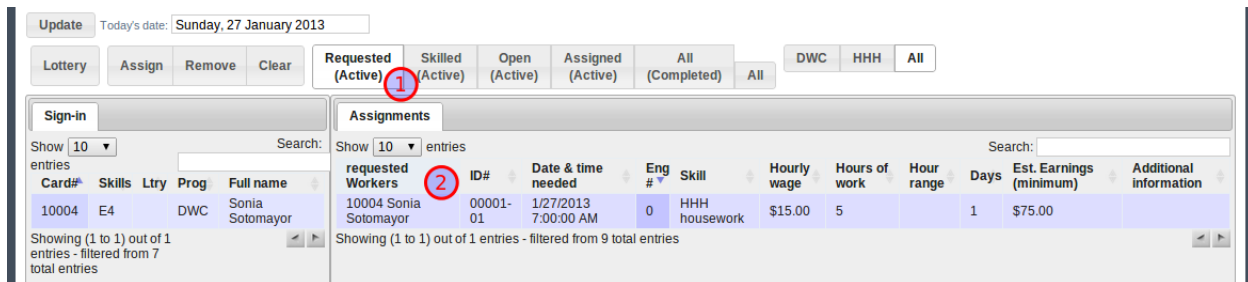 Update Today's date: Sunday, 27 January 2013
Lottery Assign Remove Clear Requested (Active) Skilled (Active) Open (Active) Assigned (Active) All (Completed) All DWC HHH All
1
Sign-in
Show 10 entries Search:
Card# Skills Ltry Prog Full name
10004 E4 DWC Sonia Sotomayor
Showing (1 to 1) out of 1
entries - filtered from 7
total entries
Assignments
Show 10 entries Search:
requested Workers ID# Date & time needed Eng # Skill Hourly wage Hours of work Hour range Days Est. Earnings (minimum) Additional information
2
10004 Sonia Sotomayor 00001-01 1/27/2013 7:00:00 AM 0 HHH housework $15.00 5 1 $75.00
Showing (1 to 1) out of 1 entries - filtered from 9 total entries